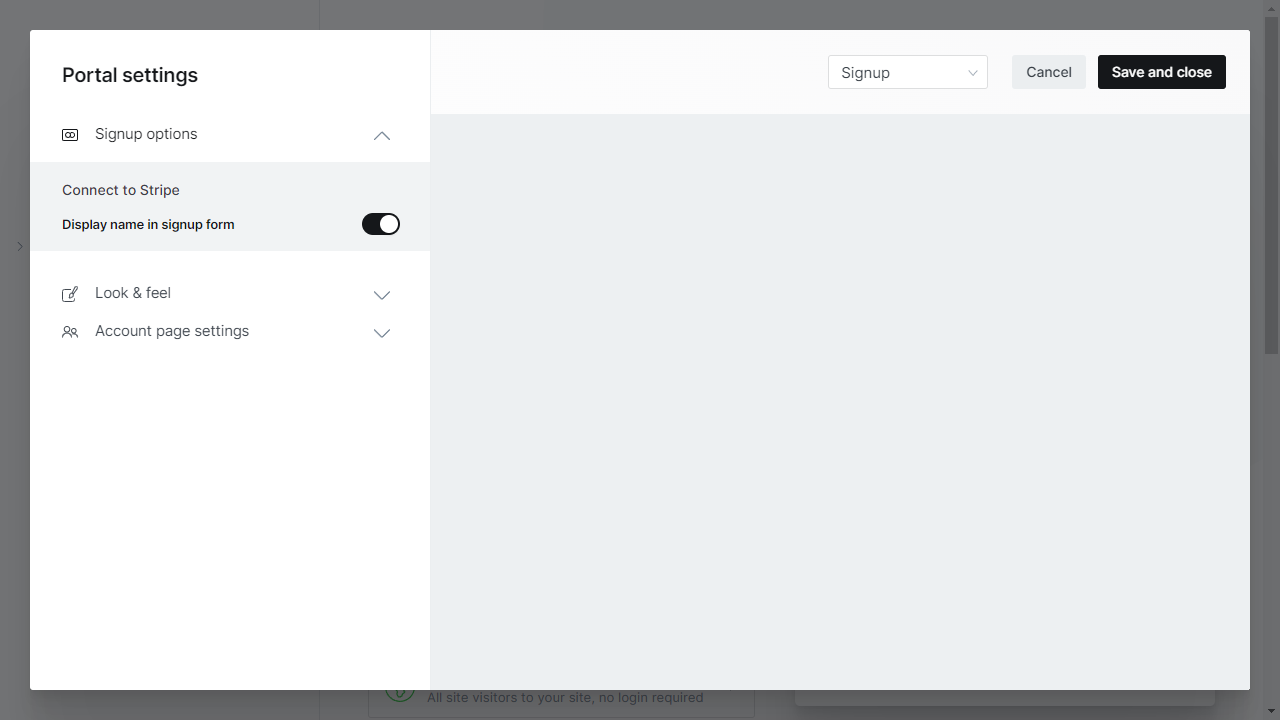 Portal settings
Signup
Cancel
Save and close
Signup options
Connect to Stripe
Display name in signup form
Look & feel
Account page settings
All site visitors to your site, no login required